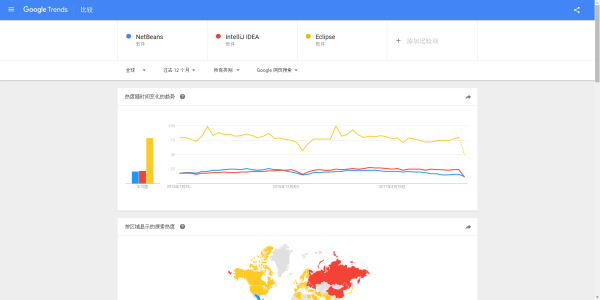 Google Trends 比较
NetBeans
软件
IntelliJ IDEA
软件
Eclipse
软件
+ 添加比较项
全球
过去 12 个月
所有类别
Google 网页搜索
热度随时间变化的趋势
100
75
50
25
平均值
按区域显示的搜索热度